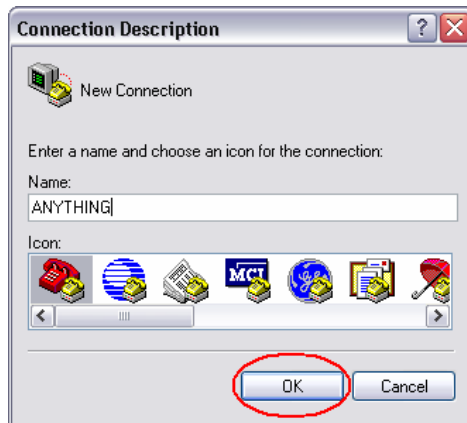 Connection Description
New Connection
Enter a name and choose an icon for the connection:
Name:
ANYTHING
Icon:
MCI
OK
Cancel